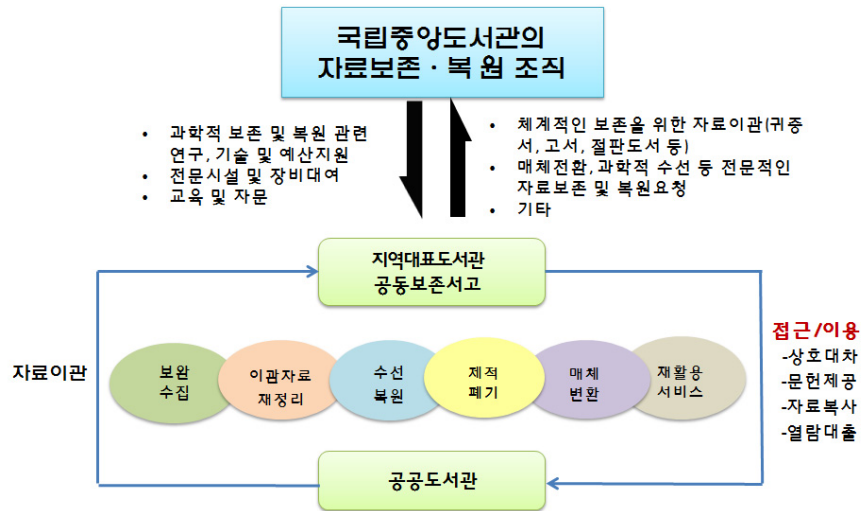 국립중앙도서관의
자료보존 · 복원 조직
• 과학적 보존 및 복원 관련
연구, 기술 및 예산지원
• 전문시설 및 장비대여
• 교육 및 자문
• 체계적인 보존을 위한 자료이관(귀중
서, 고서, 절판도서 등)
• 매체전환, 과학적 수선 등 전문적인
자료보존 및 복원요청
• 기타
지역대표도서관
공동보존서고
자료이관
보완
수집
이관자료
재정리
수선
복원
제적
폐기
매체
변환
재활용
서비스
접근/이용
-상호대차
-문헌제공
-자료복사
-열람대출
공공도서관